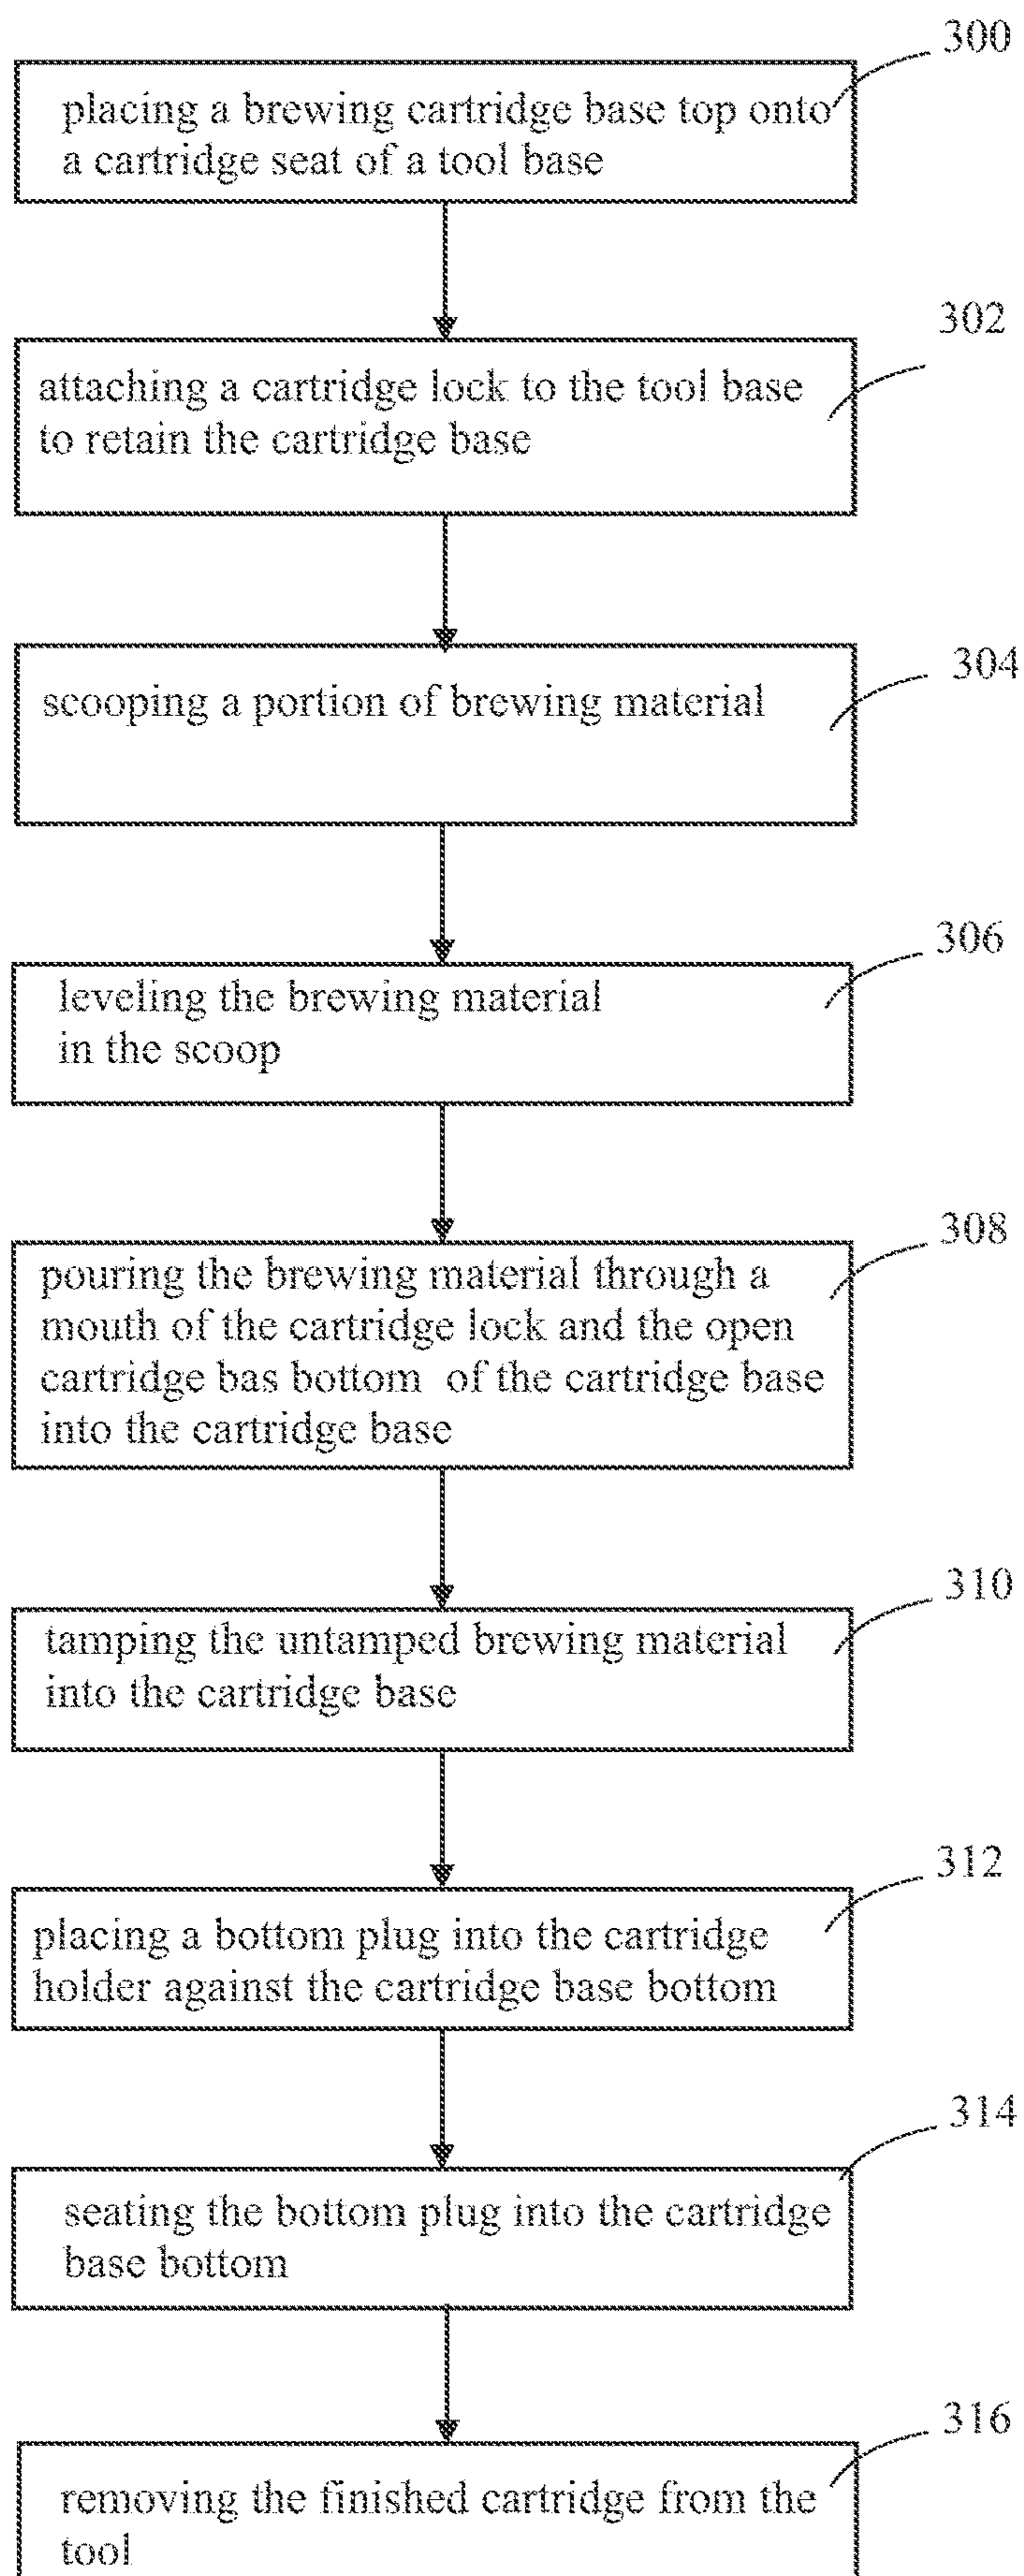 300
placing a brewing cartridge base top onto
a cartridge seat of a tool base
302
attaching a cartridge lock to the tool base
to retain the cartridge base
304
scooping a portion of brewing material
306
leveling the brewing material
in the scoop
308
pouring the brewing material through a
mouth of the cartridge lock and the open
cartridge bas bottom of the cartridge base
into the cartridge base
310
tamping the untamped brewing material
into the cartridge base
312
placing a bottom plug into the cartridge
holder against the cartridge base bottom
314
seating the bottom plug into the cartridge
base bottom
316
removing the finished cartridge from the
tool